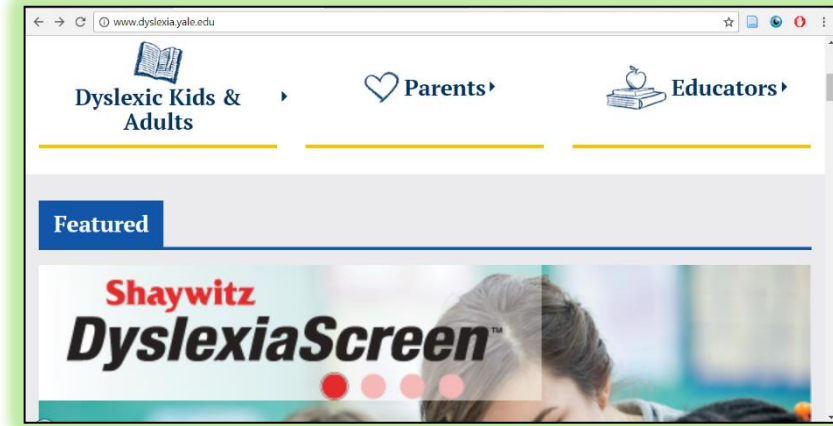 www.dyslexia.yale.edu
Dyslexic Kids &
Adults
Parents
Educators
Featured
Shaywitz
DyslexiaScreen™